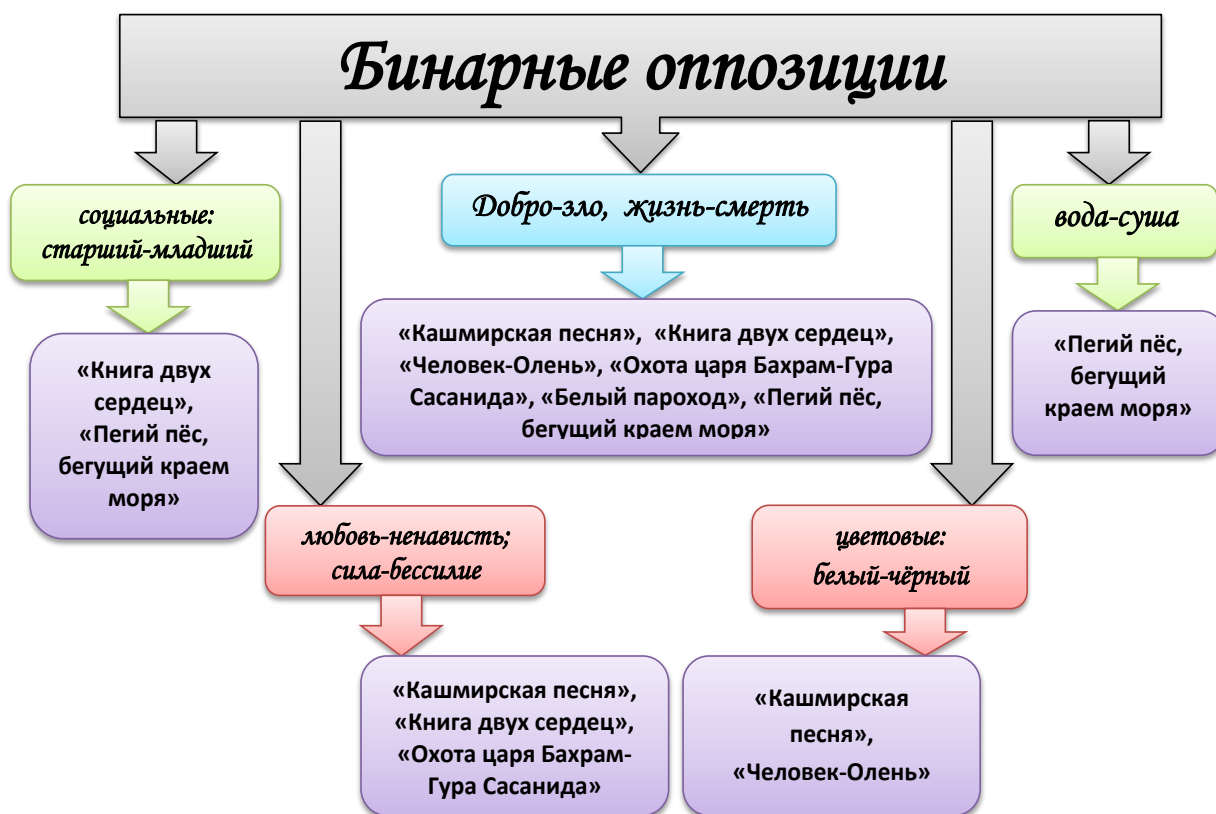 Бинарные оппозиции
социальные:
старший-младший
Добро-зло, жизнь-смерть
вода-суша
«Книга двух
сердец»,
«Пегий пёс,
бегущий краем
моря»
«Кашмирская песня», «Книга двух сердец»,
«Человек-Олень», «Охота царя Бахрам-Гура
Сасанида», «Белый пароход», «Пегий пёс,
бегущий краем моря»
«Пегий пёс,
бегущий
краем моря»
любовь-ненависть;
сила-бессилие
цветовые:
белый-чёрный
«Кашмирская песня»,
«Книга двух сердец»,
«Охота царя Бахрам-
Гура Сасанида»
«Кашмирская
песня»,
«Человек-Олень»